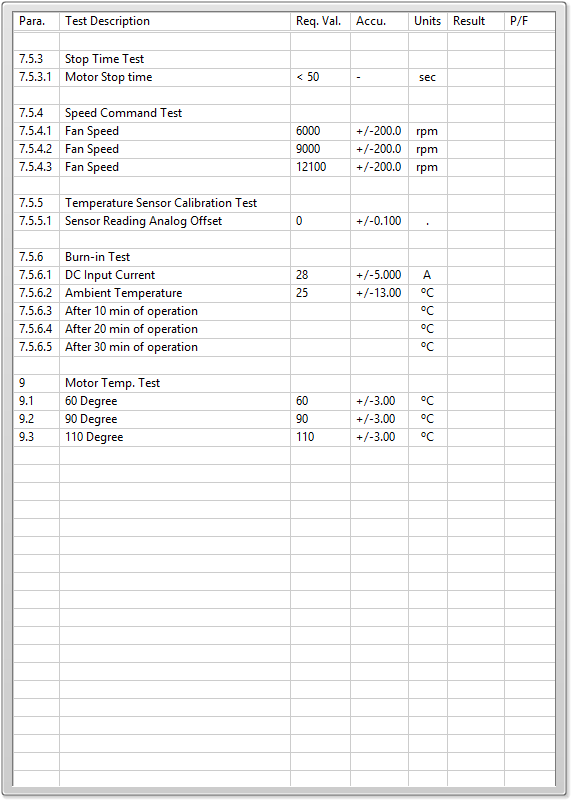 Para. Test Description Req. Val. Accu. Units Result P/F
7.5.3 Stop Time Test
7.5.3.1 Motor Stop time < 50 - sec
7.5.4 Speed Command Test
7.5.4.1 Fan Speed 6000 +/-200.0 rpm
7.5.4.2 Fan Speed 9000 +/-200.0 rpm
7.5.4.3 Fan Speed 12100 +/-200.0 rpm
7.5.5 Temperature Sensor Calibration Test
7.5.5.1 Sensor Reading Analog Offset 0 +/-0.100 .
7.5.6 Burn-in Test
7.5.6.1 DC Input Current 28 +/-5.000 A
7.5.6.2 Ambient Temperature 25 +/-13.00 ºC
7.5.6.3 After 10 min of operation ºC
7.5.6.4 After 20 min of operation ºC
7.5.6.5 After 30 min of operation ºC
9 Motor Temp. Test
9.1 60 Degree 60 +/-3.00 ºC
9.2 90 Degree 90 +/-3.00 ºC
9.3 110 Degree 110 +/-3.00 ºC